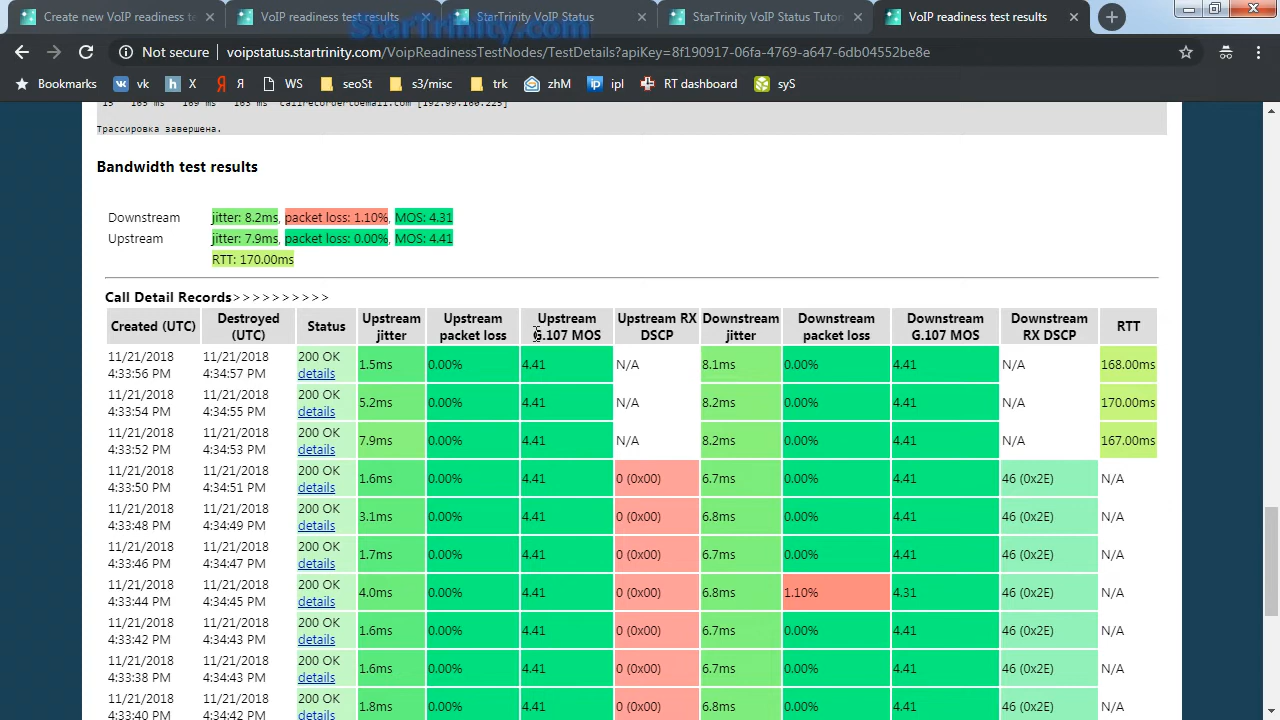 Create new VoIP readiness te
VoIP readiness test results
StarTrinity VoIP Status
StarTrinity VoIP Status Tutor
VoIP readiness test results
StarTrinity.com
Not secure
voipstatus.startrinity.com/VoipReadinessTestNodes/TestDetails?apiKey=8f190917-06fa-4769-a647-6db04552be8e
Bookmarks vk X Я WS seoSt s3/misc trk zhM ipl RT dashboard syS
15 165 ms 169 ms 163 ms callrecordertoemail.com [192.99.160.225]
Трассировка завершена.
Bandwidth test results
Downstream jitter: 8.2ms, packet loss: 1.10%, MOS: 4.31
Upstream jitter: 7.9ms, packet loss: 0.00%, MOS: 4.41
RTT: 170.00ms
Call Detail Records>>>>>>>>>>
Created (UTC) Destroyed (UTC) Status Upstream jitter Upstream packet loss Upstream G.107 MOS Upstream RX DSCP Downstream jitter Downstream packet loss Downstream G.107 MOS Downstream RX DSCP RTT
11/21/2018 4:33:56 PM 11/21/2018 4:34:57 PM 200 OK details 1.5ms 0.00% 4.41 N/A 8.1ms 0.00% 4.41 N/A 168.00ms
11/21/2018 4:33:54 PM 11/21/2018 4:34:55 PM 200 OK details 5.2ms 0.00% 4.41 N/A 8.2ms 0.00% 4.41 N/A 170.00ms
11/21/2018 4:33:52 PM 11/21/2018 4:34:53 PM 200 OK details 7.9ms 0.00% 4.41 N/A 8.2ms 0.00% 4.41 N/A 167.00ms
11/21/2018 4:33:50 PM 11/21/2018 4:34:51 PM 200 OK details 1.6ms 0.00% 4.41 0 (0x00) 6.7ms 0.00% 4.41 46 (0x2E) N/A
11/21/2018 4:33:48 PM 11/21/2018 4:34:49 PM 200 OK details 3.1ms 0.00% 4.41 0 (0x00) 6.8ms 0.00% 4.41 46 (0x2E) N/A
11/21/2018 4:33:46 PM 11/21/2018 4:34:47 PM 200 OK details 1.7ms 0.00% 4.41 0 (0x00) 6.7ms 0.00% 4.41 46 (0x2E) N/A
11/21/2018 4:33:44 PM 11/21/2018 4:34:45 PM 200 OK details 4.0ms 0.00% 4.41 0 (0x00) 6.8ms 1.10% 4.31 46 (0x2E) N/A
11/21/2018 4:33:42 PM 11/21/2018 4:34:43 PM 200 OK details 1.6ms 0.00% 4.41 0 (0x00) 6.7ms 0.00% 4.41 46 (0x2E) N/A
11/21/2018 4:33:38 PM 11/21/2018 4:34:43 PM 200 OK details 1.6ms 0.00% 4.41 0 (0x00) 6.7ms 0.00% 4.41 46 (0x2E) N/A
11/21/2018 4:33:40 PM 11/21/2018 4:34:42 PM 200 OK details 1.8ms 0.00% 4.41 0 (0x00) 6.8ms 0.00% 4.41 46 (0x2E) N/A